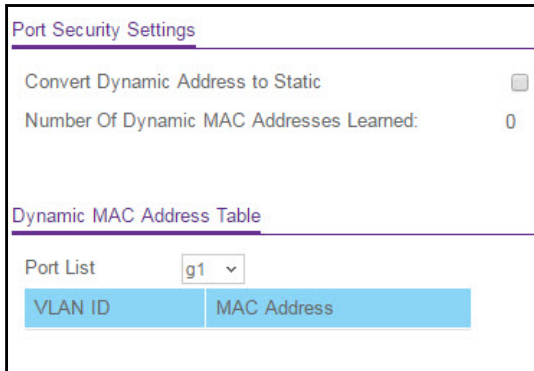 Port Security Settings
Convert Dynamic Address to Static
Number Of Dynamic MAC Addresses Learned: 0
Dynamic MAC Address Table
Port List g1
VLAN ID MAC Address